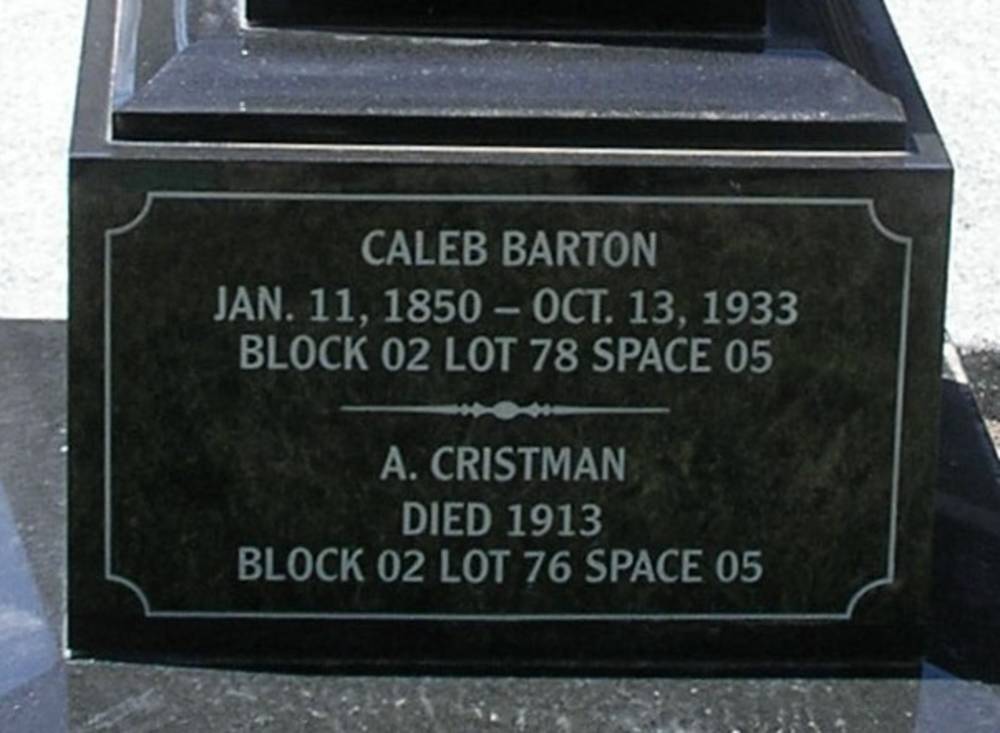 CALEB BARTON
JAN. 11, 1850 – OCT. 13, 1933
BLOCK 02 LOT 78 SPACE 05
A. CRISTMAN
DIED 1913
BLOCK 02 LOT 76 SPACE 05